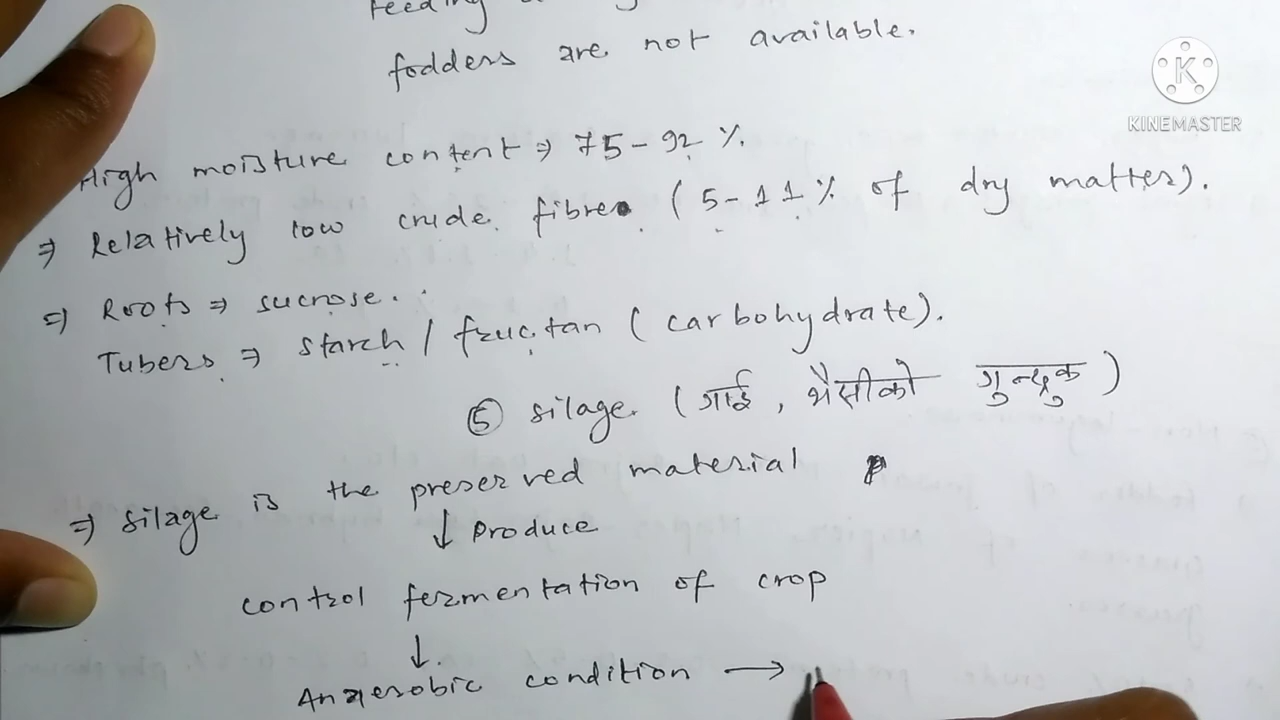 feeding
fodders are not available.
High moisture content ⇒ 75-92 %.
⇒ Relatively low crude fibre (5-11% of dry matter).
⇒ Roots ⇒ sucrose.
Tubers ⇒ starch / fructan (carbohydrate).
⑤ silage (गाई, भैसीको गुन्द्रुक)
⇒ silage is the preserved material
↓ produce
control fermentation of crop
↓
Anaerobic condition →
K
KINEMASTER